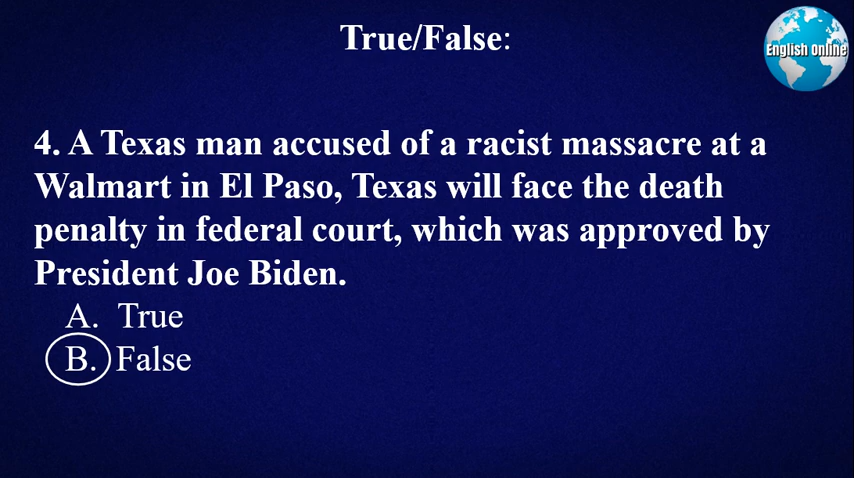 True/False:
English Online
4. A Texas man accused of a racist massacre at a
Walmart in El Paso, Texas will face the death
penalty in federal court, which was approved by
President Joe Biden.
A. True
B. False